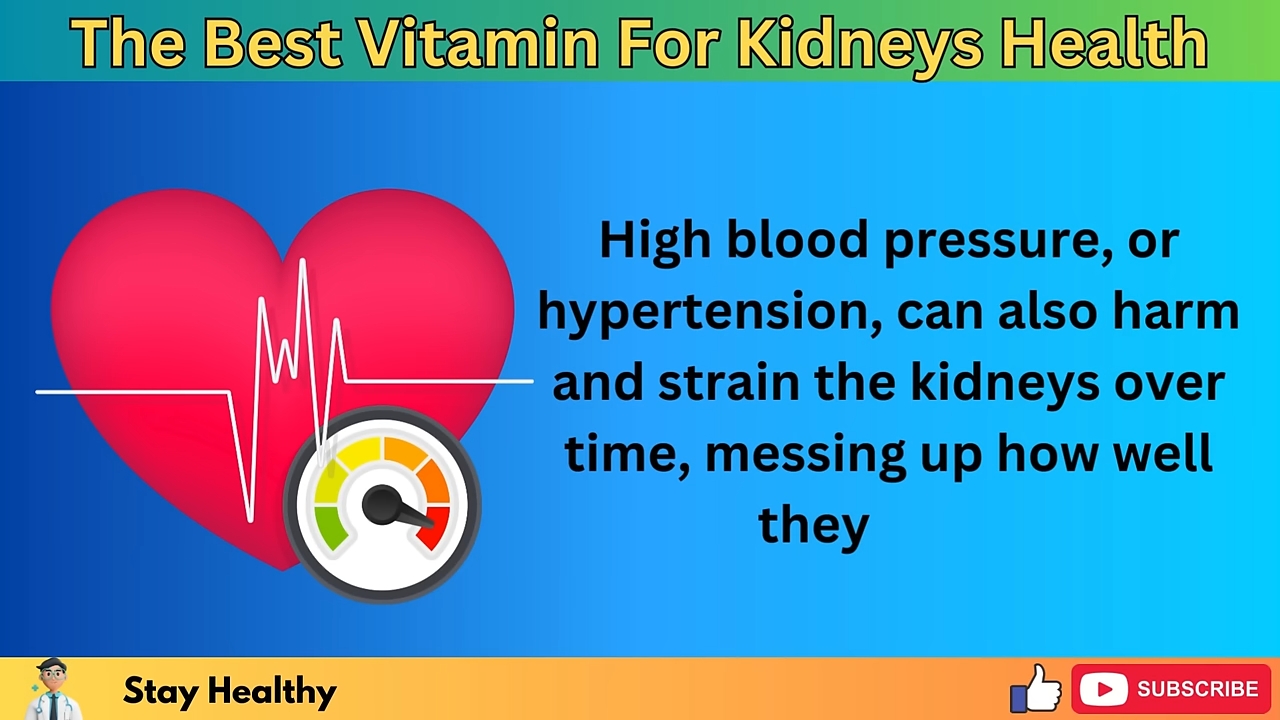 The Best Vitamin For Kidneys Health
High blood pressure, or
hypertension, can also harm
and strain the kidneys over
time, messing up how well
they
Stay Healthy
SUBSCRIBE